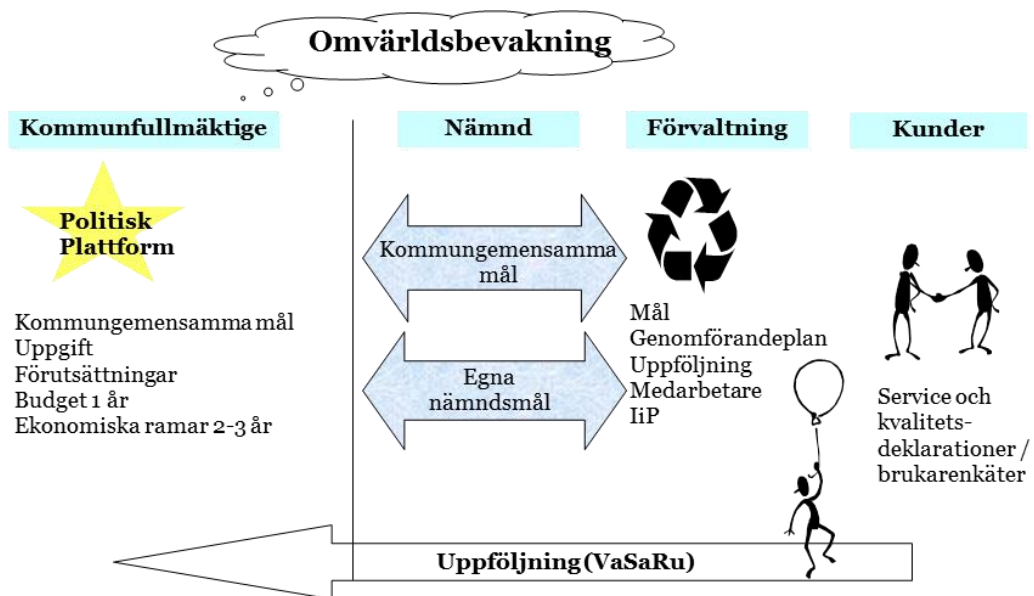 Omvärldsbevakning
Kommunfullmäktige
Nämnd
Förvaltning
Kunder
Politisk
Plattform
Kommungemensamma mål
Uppgift
Förutsättningar
Budget 1 år
Ekonomiska ramar 2-3 år
Kommungemensamma
mål
Egna
nämndsmål
Mål
Genomförandeplan
Uppföljning
Medarbetare
IiP
Service och
kvalitets-
deklarationer /
brukarenkäter
Uppföljning (VaSaRu)